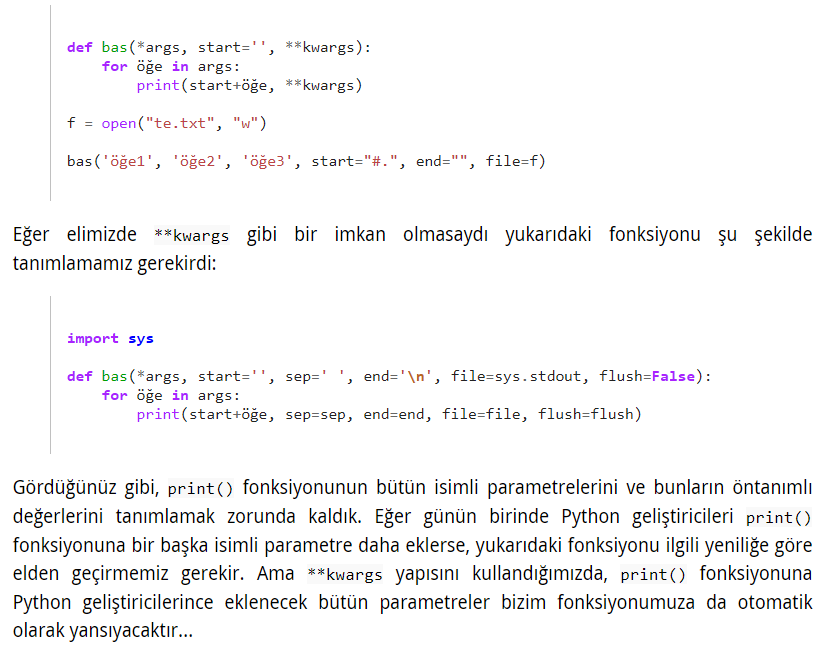 def bas(*args, start='', **kwargs):
    for öğe in args:
        print(start+öğe, **kwargs)
f = open("te.txt", "w")
bas('öğe1', 'öğe2', 'öğe3', start="#.", end="", file=f)
Eğer elimizde **kwargs gibi bir imkan olmasaydı yukarıdaki fonksiyonu şu şekilde
tanımlamamız gerekirdi:
import sys
def bas(*args, start='', sep=' ', end='\n', file=sys.stdout, flush=False):
    for öğe in args:
        print(start+öğe, sep=sep, end=end, file=file, flush=flush)
Gördüğünüz gibi, print() fonksiyonunun bütün isimli parametrelerini ve bunların öntanımlı
değerlerini tanımlamak zorunda kaldık. Eğer günün birinde Python geliştiricileri print()
fonksiyonuna bir başka isimli parametre daha eklerse, yukarıdaki fonksiyonu ilgili yeniliğe göre
elden geçirmemiz gerekir. Ama **kwargs yapısını kullandığımızda, print() fonksiyonuna
Python geliştiricilerince eklenecek bütün parametreler bizim fonksiyonumuza da otomatik
olarak yansıyacaktır...